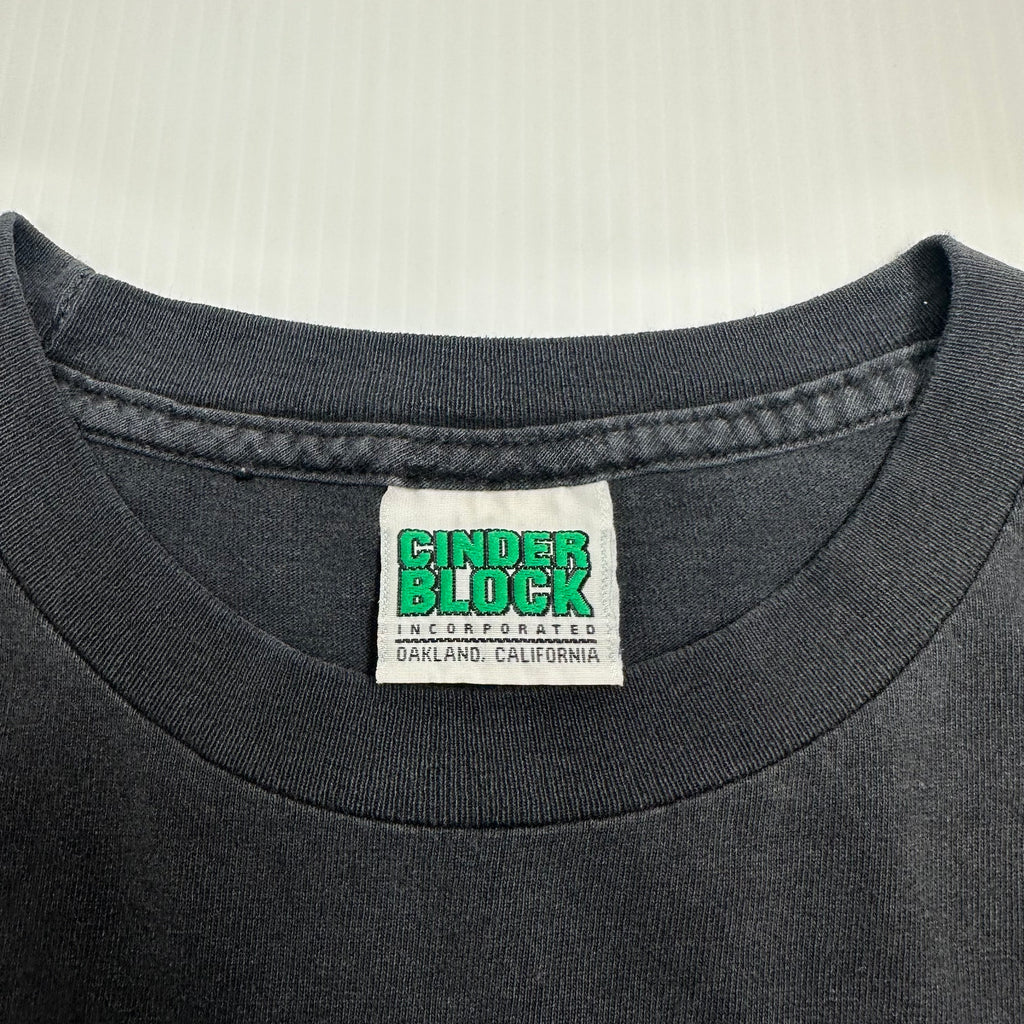 CINDER
BLOCK
INCORPORATED
OAKLAND, CALIFORNIA